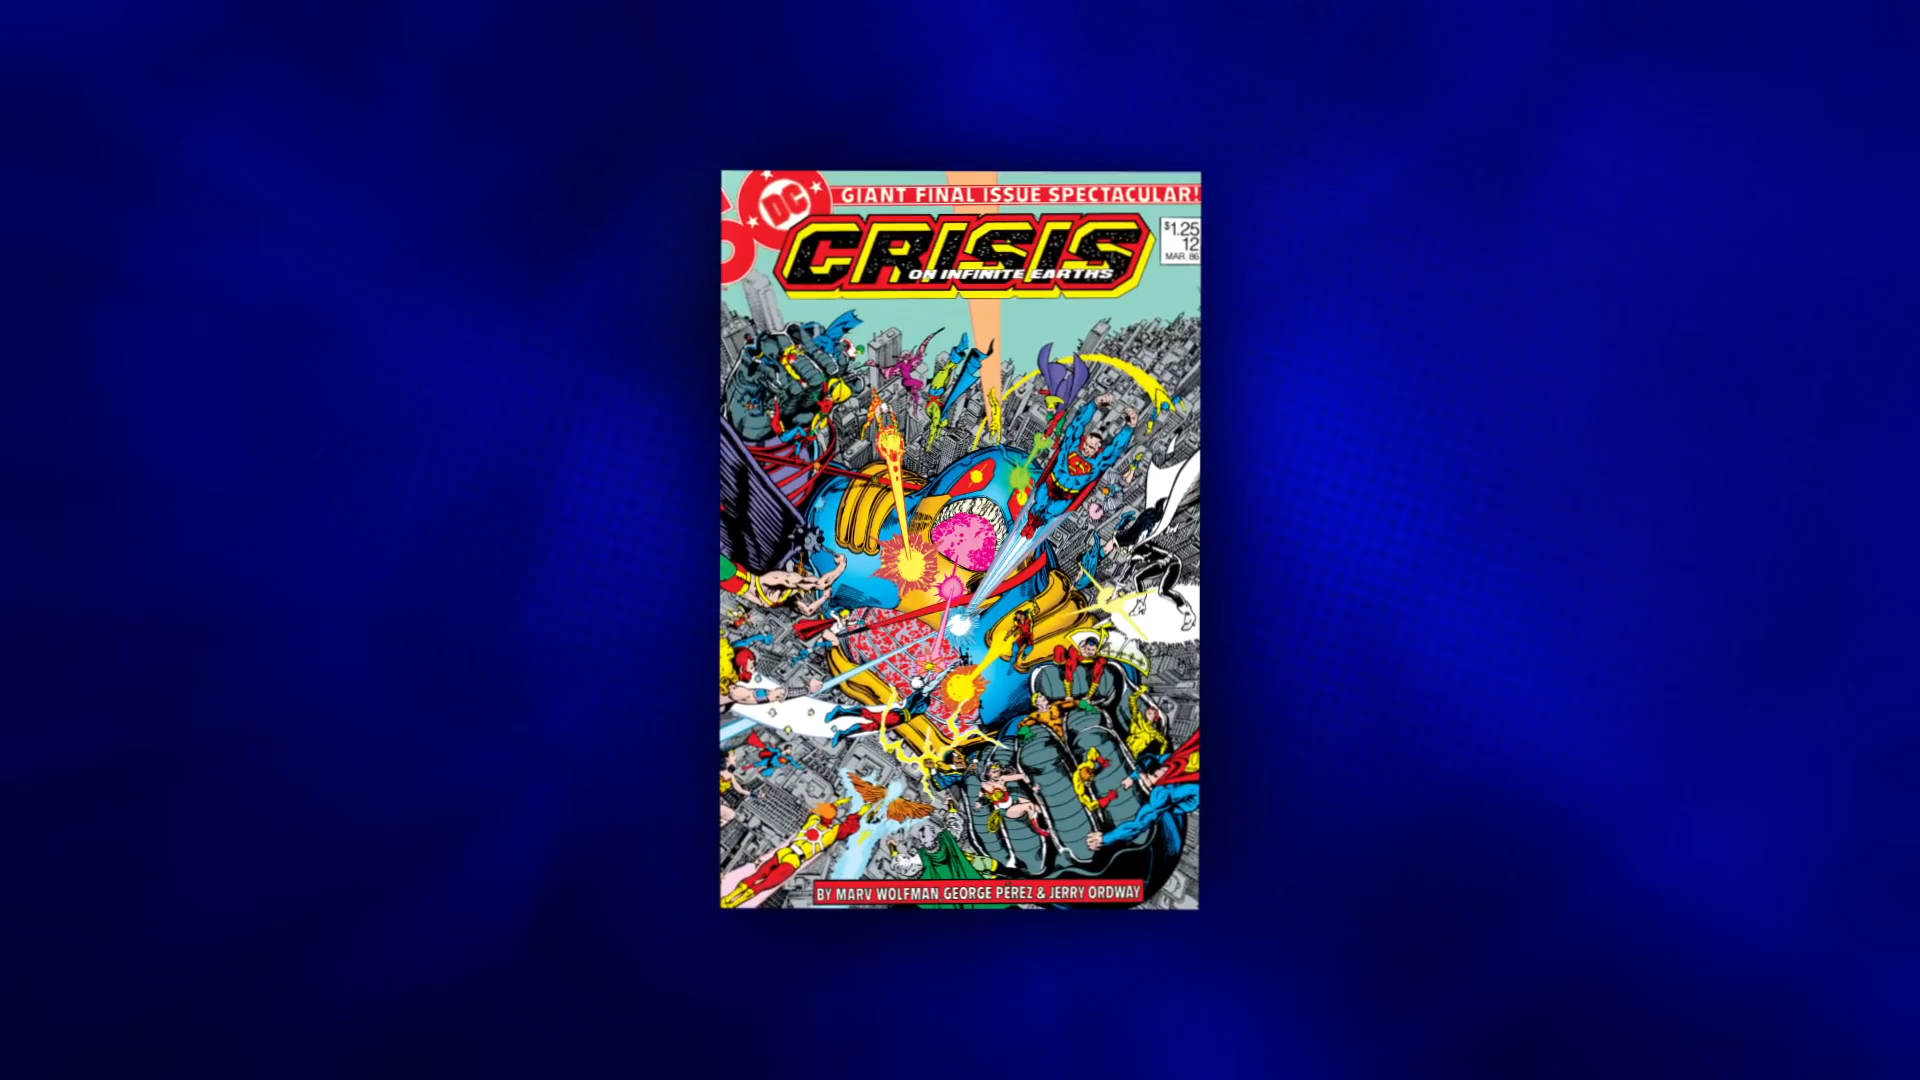 DC
GIANT FINAL ISSUE SPECTACULAR!
CRISIS
ON INFINITE EARTHS
$1.25
12
MAR. 86
BY MARV WOLFMAN, GEORGE PÉREZ & JERRY ORDWAY